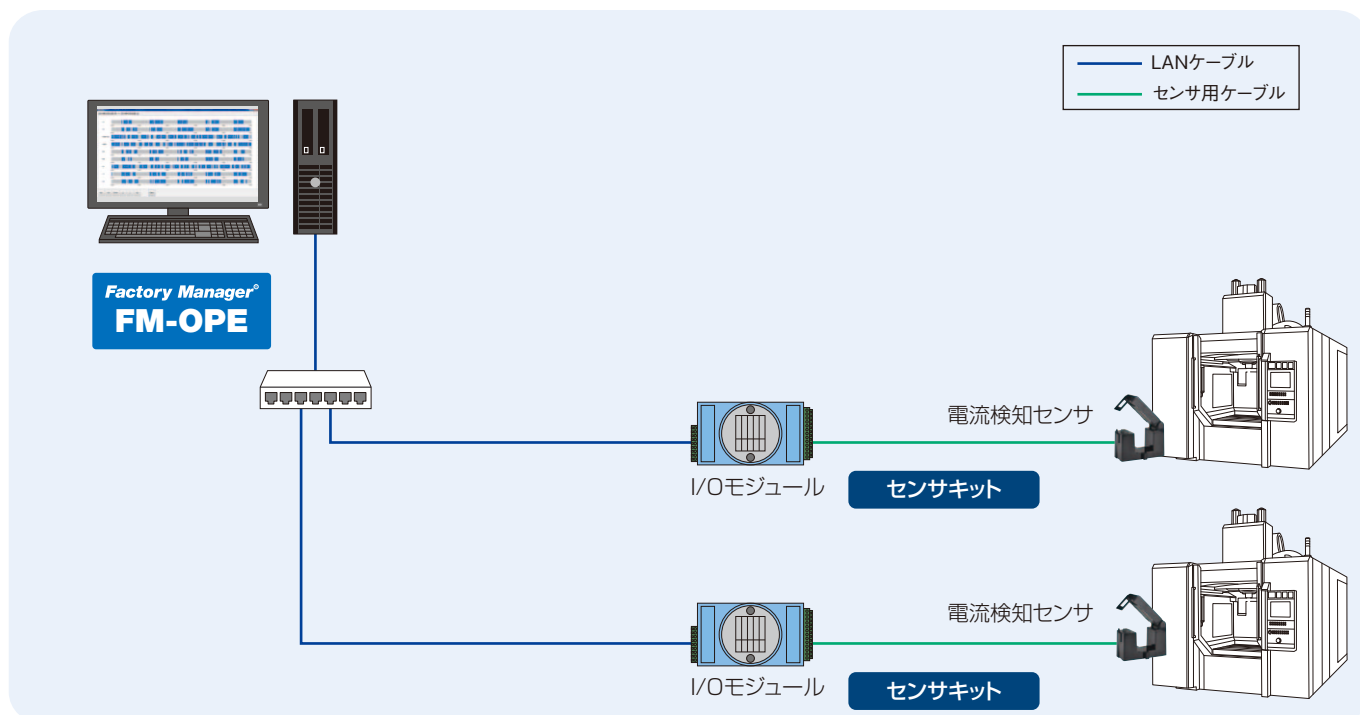 LANケーブル
センサ用ケーブル
Factory Manager®
FM-OPE
電流検知センサ
I/Oモジュール
センサキット
電流検知センサ
I/Oモジュール
センサキット